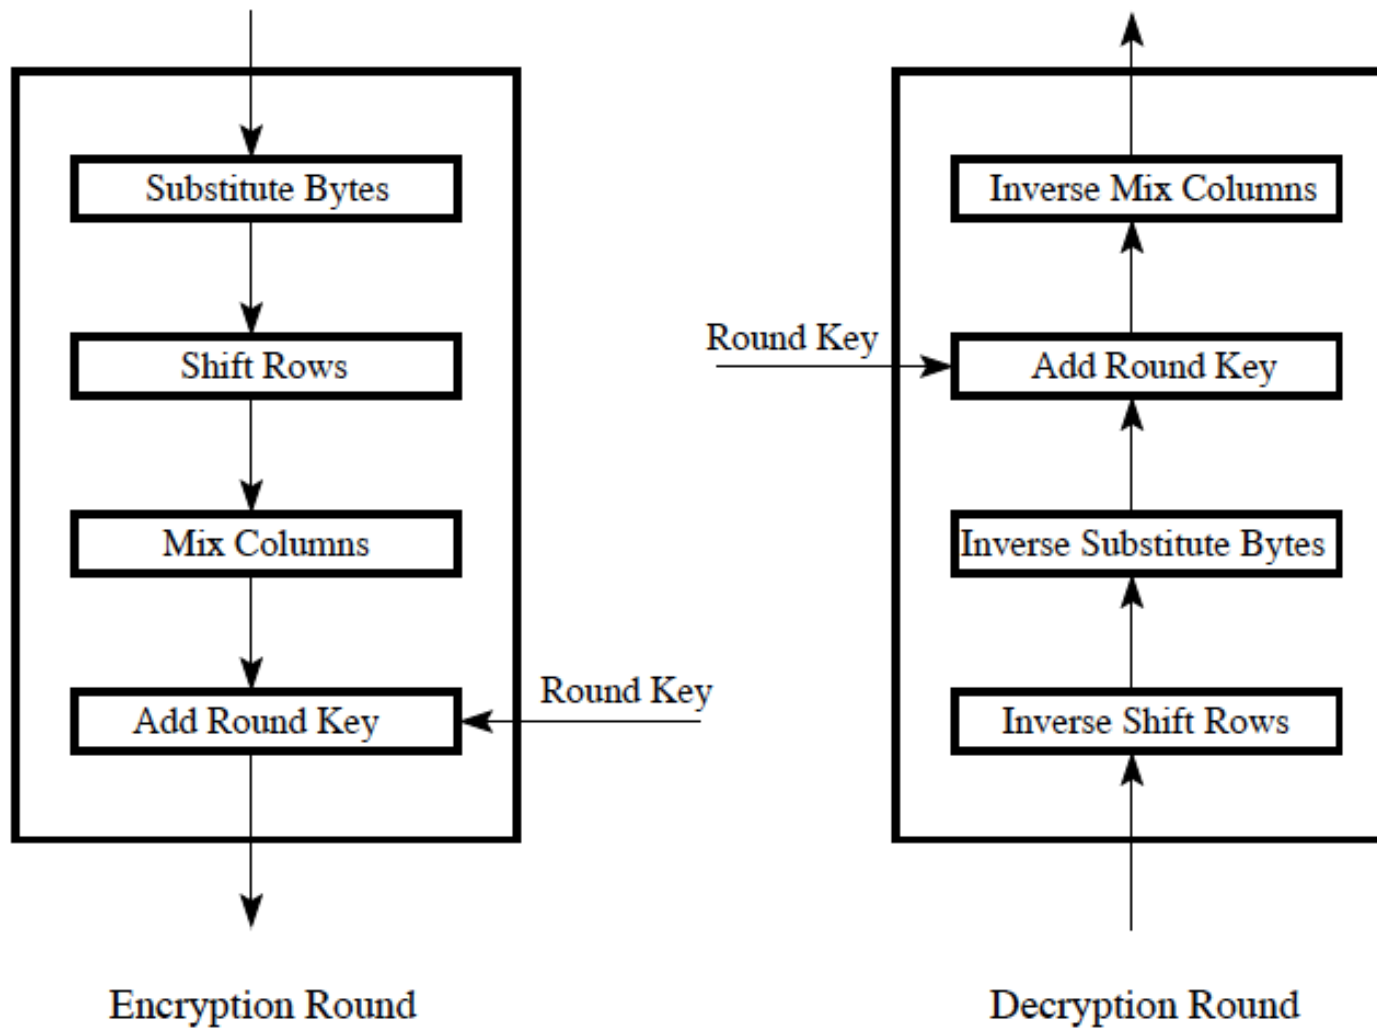 Substitute Bytes
Shift Rows
Mix Columns
Add Round Key
Round Key
Encryption Round
Inverse Mix Columns
Round Key
Add Round Key
Inverse Substitute Bytes
Inverse Shift Rows
Decryption Round